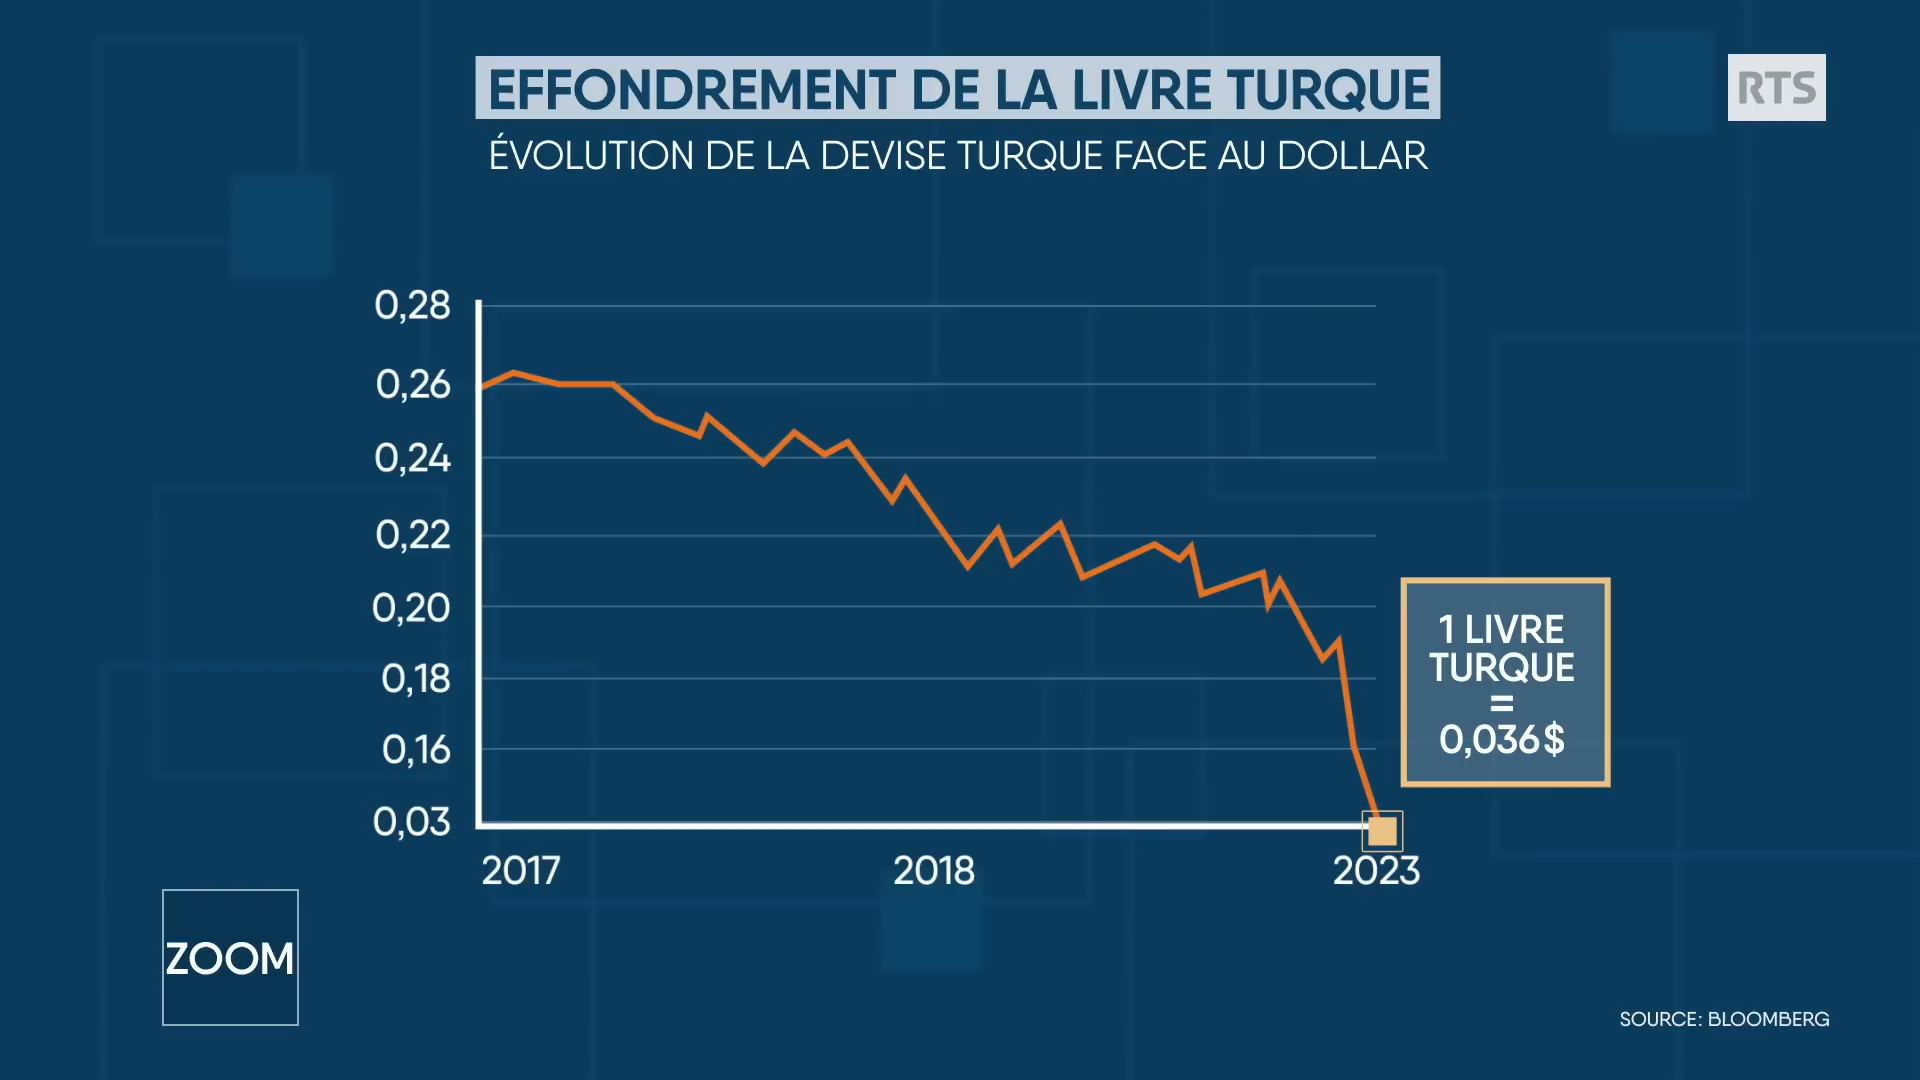 EFFONDREMENT DE LA LIVRE TURQUE
RTS
ÉVOLUTION DE LA DEVISE TURQUE FACE AU DOLLAR
0,28
0,26
0,24
0,22
0,20
0,18
0,16
0,03
2017
2018
2023
1 LIVRE
TURQUE
=
0,036$
ZOOM
SOURCE: BLOOMBERG